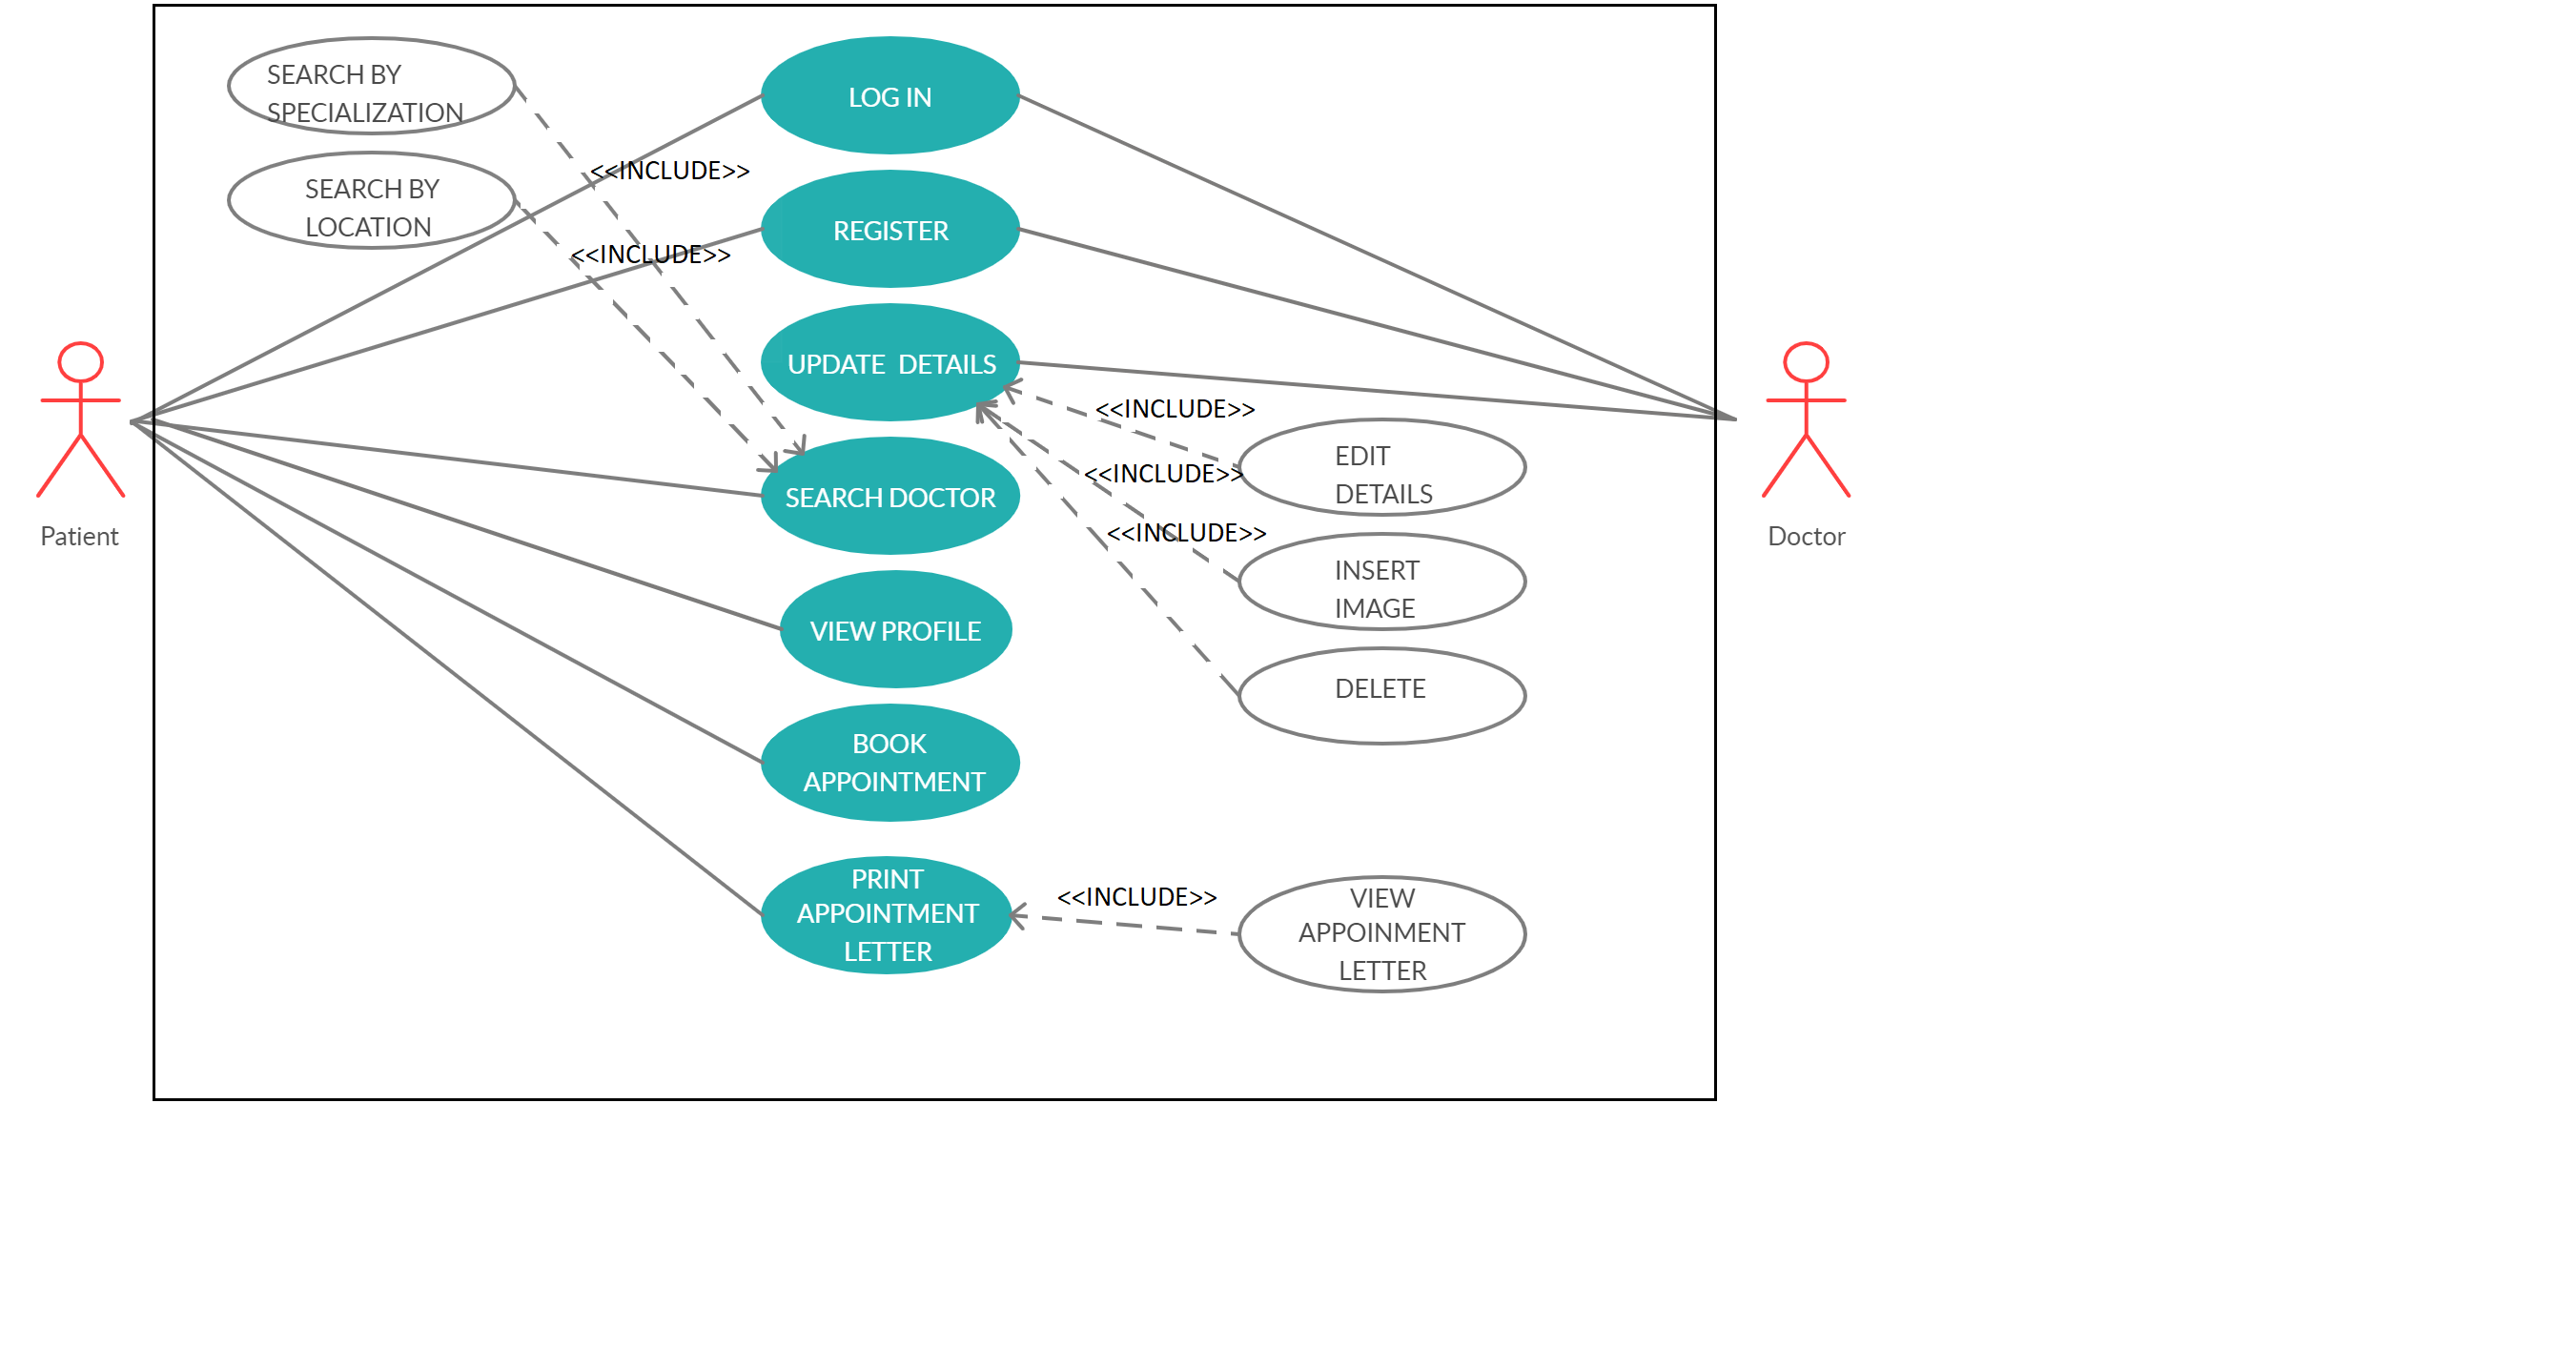 SEARCH BY
SPECIALIZATION
SEARCH BY
LOCATION
LOG IN
<<INCLUDE>>
REGISTER
<<INCLUDE>>
UPDATE  DETAILS
<<INCLUDE>>
EDIT
DETAILS
<<INCLUDE>>
SEARCH DOCTOR
<<INCLUDE>>
Patient
Doctor
INSERT
IMAGE
VIEW PROFILE
DELETE
BOOK
APPOINTMENT
PRINT
APPOINTMENT
LETTER
<<INCLUDE>>
VIEW
APPOINMENT
LETTER